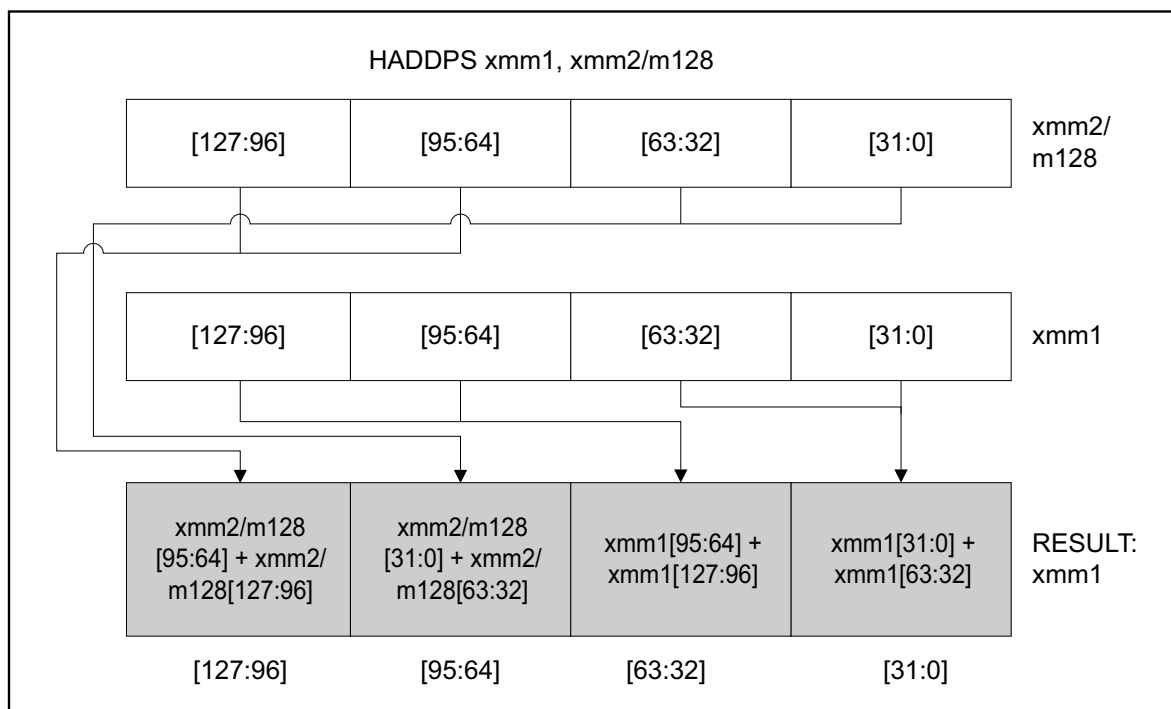 HADDPS xmm1, xmm2/m128
[127:96] [95:64] [63:32] [31:0]
xmm2/
m128
[127:96] [95:64] [63:32] [31:0] xmm1
xmm2/m128
[95:64] + xmm2/
m128[127:96]
xmm2/m128
[31:0] + xmm2/
m128[63:32]
xmm1[95:64] +
xmm1[127:96]
xmm1[31:0] +
xmm1[63:32]
RESULT:
xmm1
[127:96] [95:64] [63:32] [31:0]